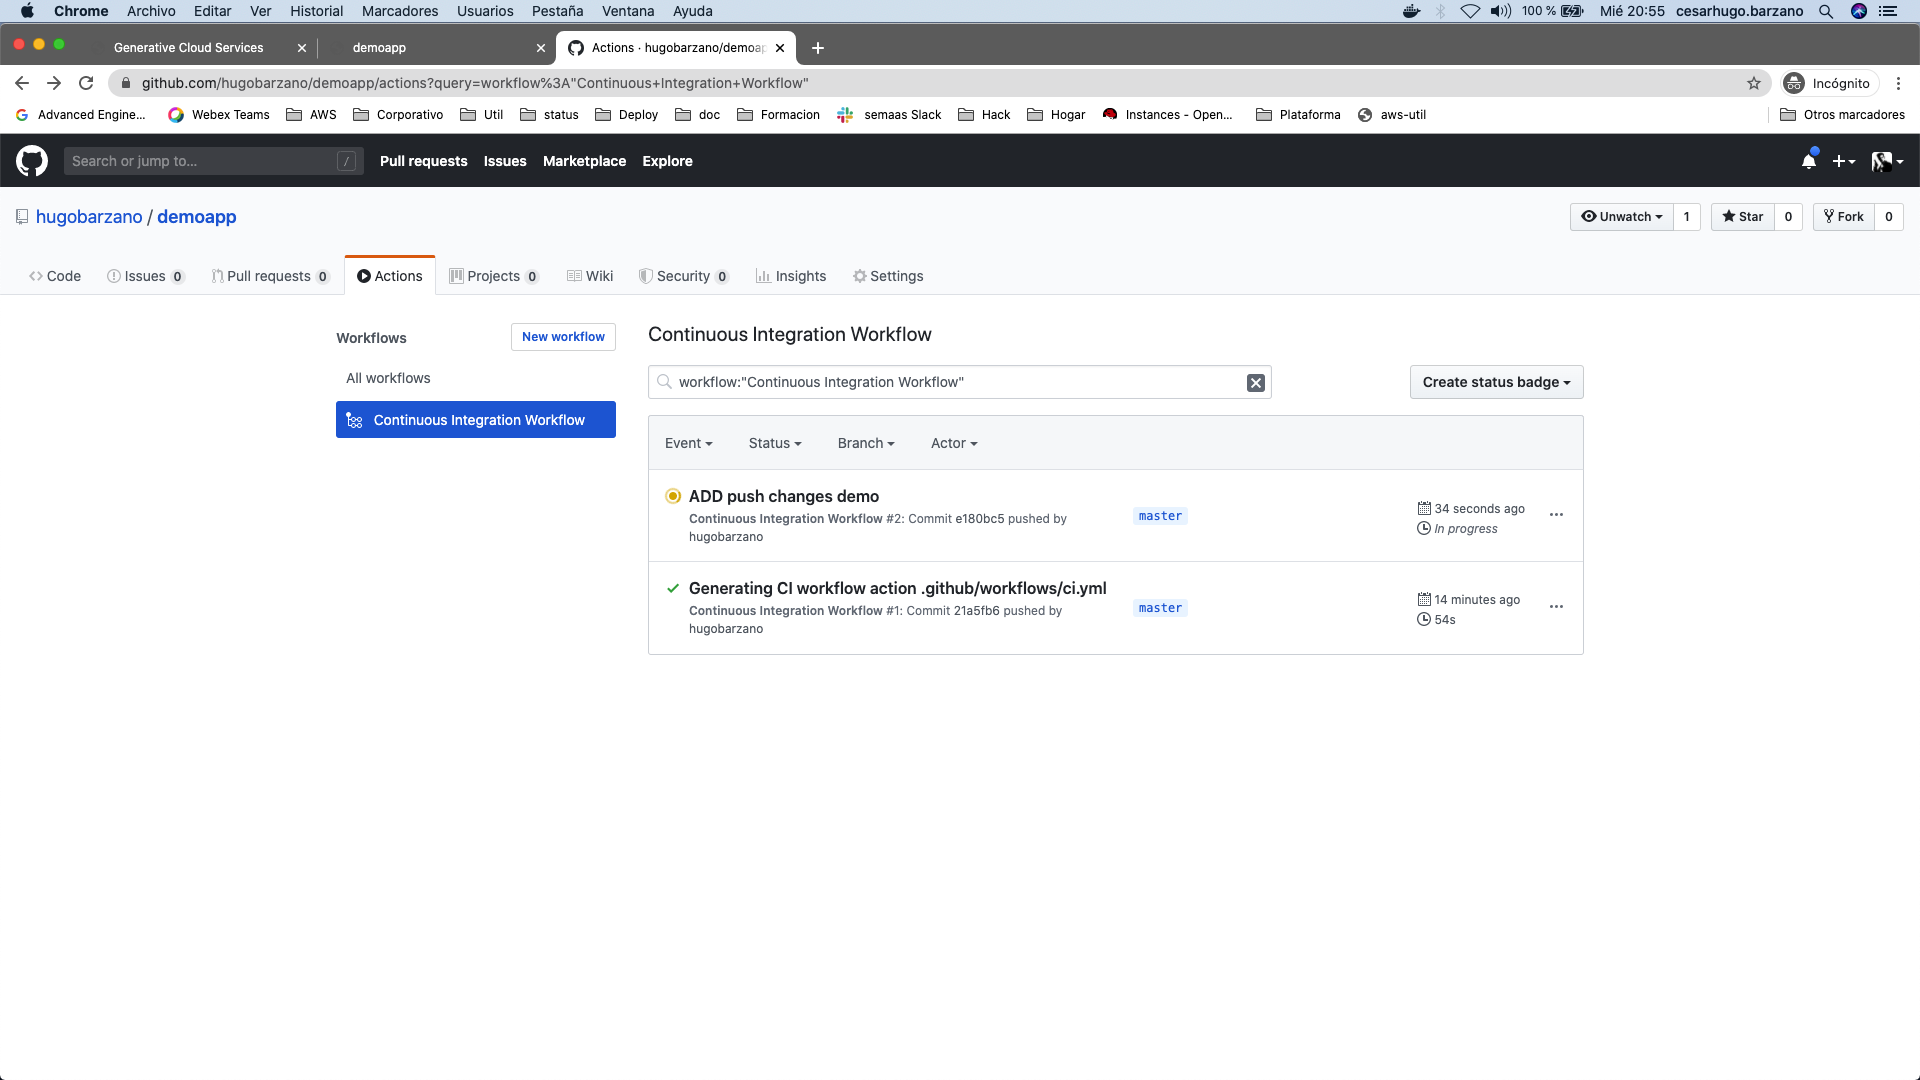 Chrome Archivo Editar Ver Historial Marcadores Usuarios Pestaña Ventana Ayuda 100 % Mié 20:55 cesarhugo.barzano
Generative Cloud Services demoapp Actions · hugobarzano/demoap
github.com/hugobarzano/demoapp/actions?query=workflow%3A"Continuous+Integration+Workflow" Incógnito
Advanced Engine... Webex Teams AWS Corporativo Util status Deploy doc Formacion semaas Slack Hack Hogar Instances - Open... Plataforma aws-util Otros marcadores
Search or jump to... / Pull requests Issues Marketplace Explore
hugobarzano / demoapp Unwatch 1 Star 0 Fork 0
Code Issues 0 Pull requests 0 Actions Projects 0 Wiki Security 0 Insights Settings
Workflows New workflow
All workflows
Continuous Integration Workflow
Continuous Integration Workflow
workflow:"Continuous Integration Workflow" Create status badge
Event Status Branch Actor
ADD push changes demo
Continuous Integration Workflow #2: Commit e180bc5 pushed by
hugobarzano
master
34 seconds ago
In progress
Generating CI workflow action .github/workflows/ci.yml
Continuous Integration Workflow #1: Commit 21a5fb6 pushed by
hugobarzano
master
14 minutes ago
54s